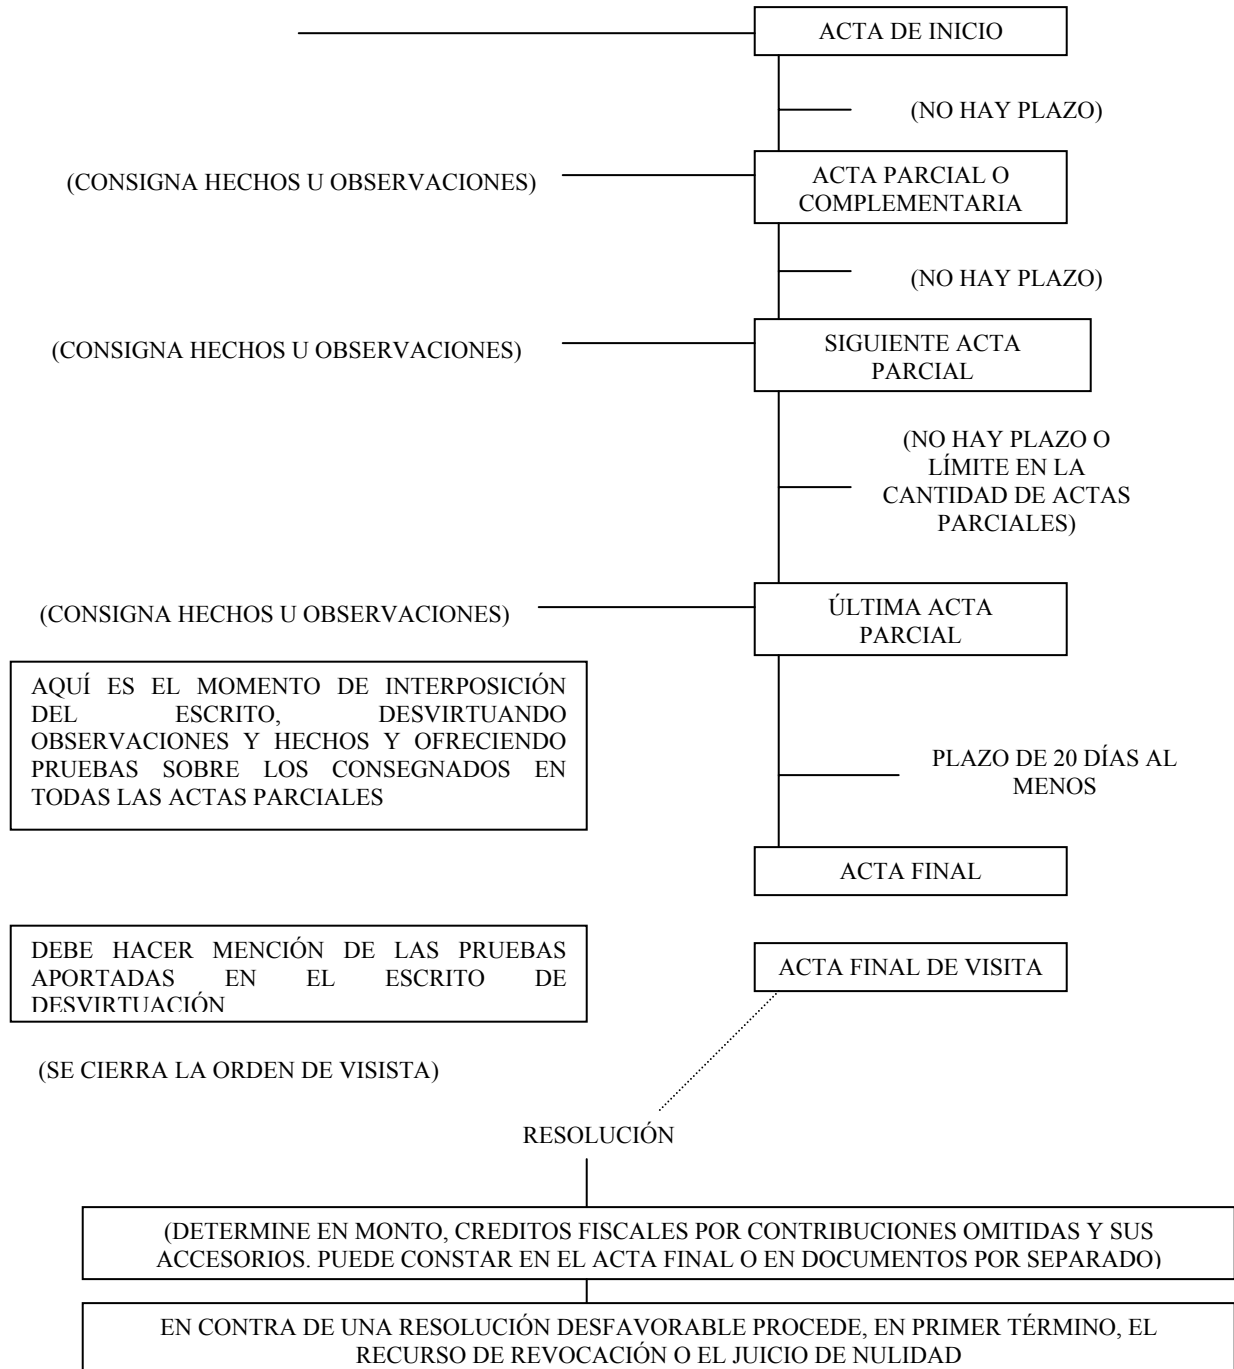 ACTA DE INICIO
(NO HAY PLAZO)
(CONSIGNA HECHOS U OBSERVACIONES)
ACTA PARCIAL O
COMPLEMENTARIA
(NO HAY PLAZO)
(CONSIGNA HECHOS U OBSERVACIONES)
SIGUIENTE ACTA
PARCIAL
(NO HAY PLAZO O
LÍMITE EN LA
CANTIDAD DE ACTAS
PARCIALES)
(CONSIGNA HECHOS U OBSERVACIONES)
ÚLTIMA ACTA
PARCIAL
AQUÍ ES EL MOMENTO DE INTERPOSICIÓN
DEL ESCRITO, DESVIRTUANDO
OBSERVACIONES Y HECHOS Y OFRECIENDO
PRUEBAS SOBRE LOS CONSEGNADOS EN
TODAS LAS ACTAS PARCIALES
PLAZO DE 20 DÍAS AL
MENOS
ACTA FINAL
DEBE HACER MENCIÓN DE LAS PRUEBAS
APORTADAS EN EL ESCRITO DE
DESVIRTUACIÓN
ACTA FINAL DE VISITA
(SE CIERRA LA ORDEN DE VISISTA)
RESOLUCIÓN
(DETERMINE EN MONTO, CREDITOS FISCALES POR CONTRIBUCIONES OMITIDAS Y SUS
ACCESORIOS. PUEDE CONSTAR EN EL ACTA FINAL O EN DOCUMENTOS POR SEPARADO)
EN CONTRA DE UNA RESOLUCIÓN DESFAVORABLE PROCEDE, EN PRIMER TÉRMINO, EL
RECURSO DE REVOCACIÓN O EL JUICIO DE NULIDAD